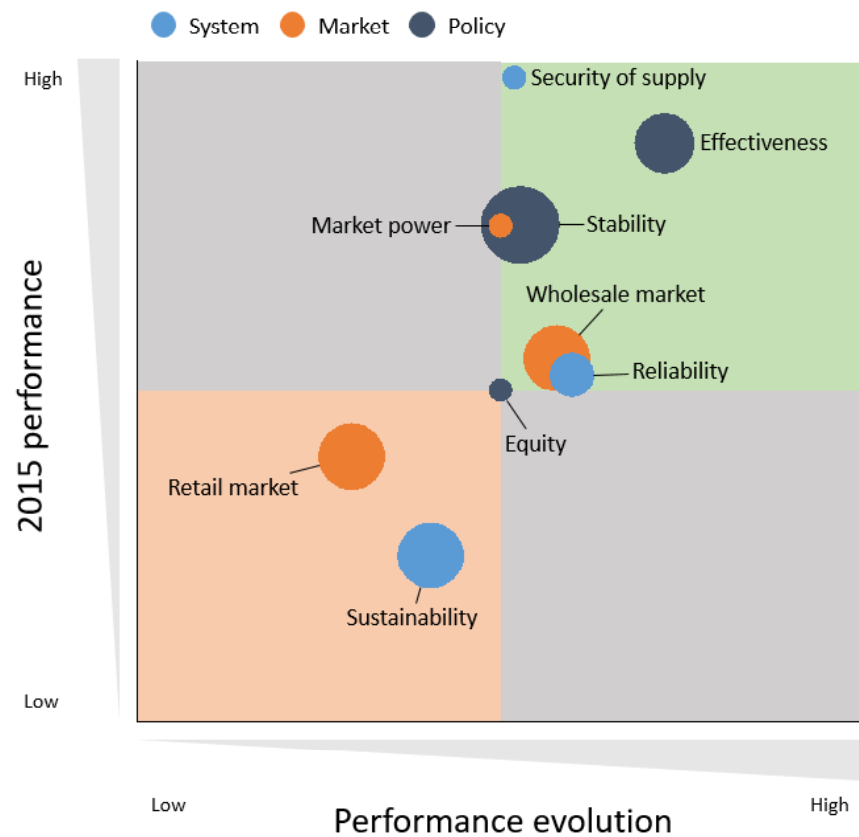 System Market Policy
High
Security of supply
Effectiveness
Market power
Stability
Wholesale market
Reliability
Equity
Retail market
Sustainability
2015 performance
Low
Low
High
Performance evolution